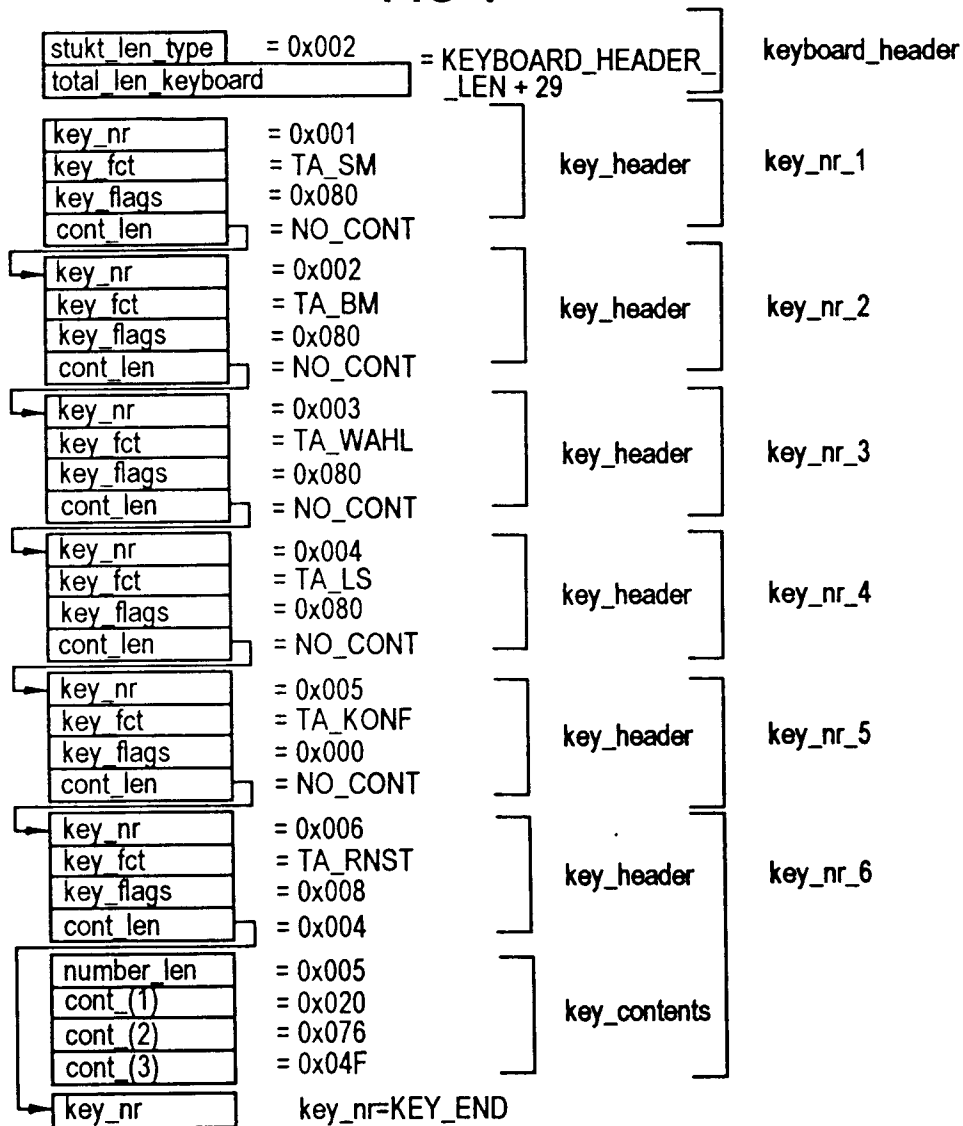 stukt_len_type = 0x002 keyboard_header
total_len_keyboard = KEYBOARD_HEADER_
_LEN + 29
key_nr = 0x001
key_fct = TA_SM key_header key_nr_1
key_flags = 0x080
cont_len = NO_CONT
key_nr = 0x002
key_fct = TA_BM key_header key_nr_2
key_flags = 0x080
cont_len = NO_CONT
key_nr = 0x003
key_fct = TA_WAHL key_header key_nr_3
key_flags = 0x080
cont_len = NO_CONT
key_nr = 0x004
key_fct = TA_LS key_header key_nr_4
key_flags = 0x080
cont_len = NO_CONT
key_nr = 0x005
key_fct = TA_KONF key_header key_nr_5
key_flags = 0x000
cont_len = NO_CONT
key_nr = 0x006
key_fct = TA_RNST key_header key_nr_6
key_flags = 0x008
cont_len = 0x004
number_len = 0x005
cont_(1) = 0x020 key_contents
cont_(2) = 0x076
cont_(3) = 0x04F
key_nr key_nr=KEY_END